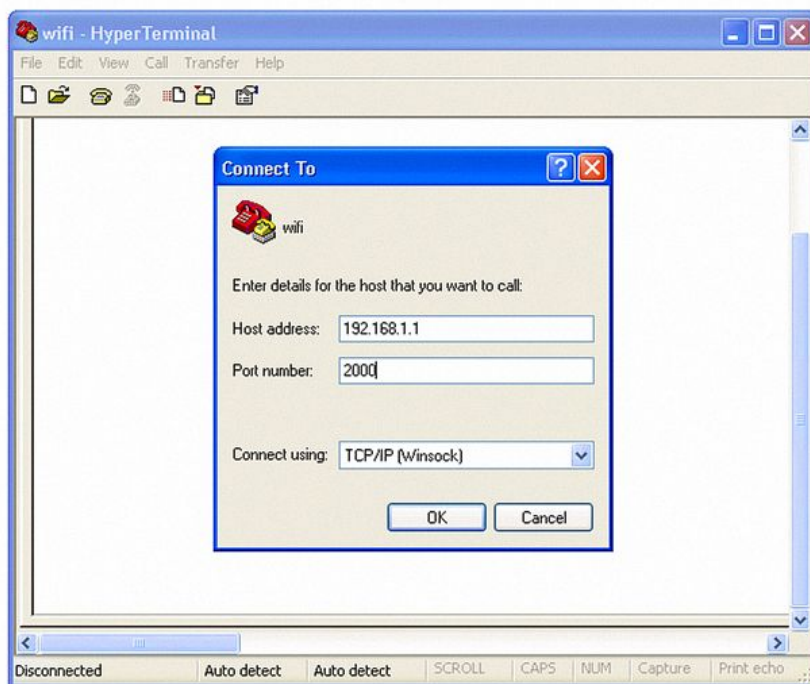 wifi - HyperTerminal
File Edit View Call Transfer Help
Connect To
wifi
Enter details for the host that you want to call:
Host address: 192.168.1.1
Port number: 2000
Connect using: TCP/IP (Winsock)
OK Cancel
Disconnected Auto detect Auto detect SCROLL CAPS NUM Capture Print echo